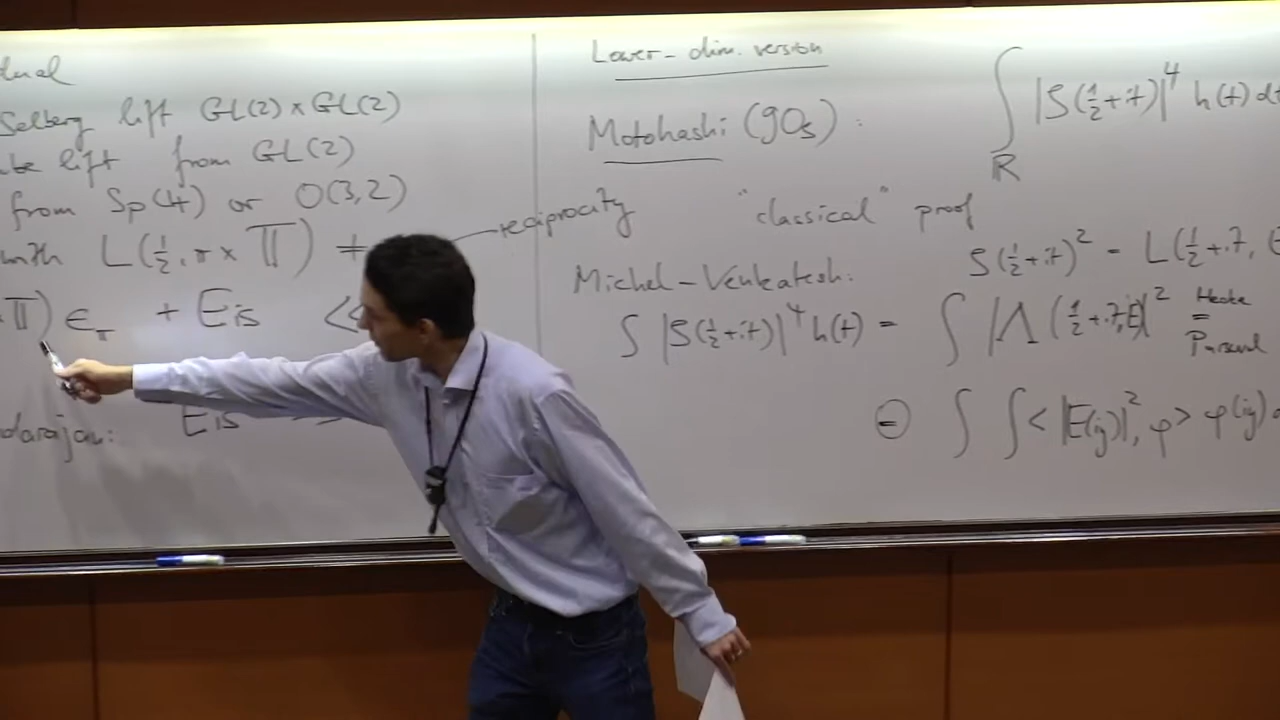 dual
Selberg lift GL(2) × GL(2)
lift from GL(2)
from Sp(4) or O(3,2)
with L(1/2, π × Π) ≠
reciprocity
Π) ε_π + Eis <<
Eis
darajan:
Lower-dim. version
Motohashi (90s) :
∫_ℝ |ζ(1/2+it)|^4 h(t) dt
"classical" proof
ζ(1/2+it)^2 = L(1/2+it,
Michel-Venkatesh:
∫ |ζ(1/2+it)|^4 h(t) = ∫ |Λ(1/2+it, E)|^2 Hecke = Parseval
⊜ ∫ ∫ < |E(iy)|^2, φ > φ(iy) d